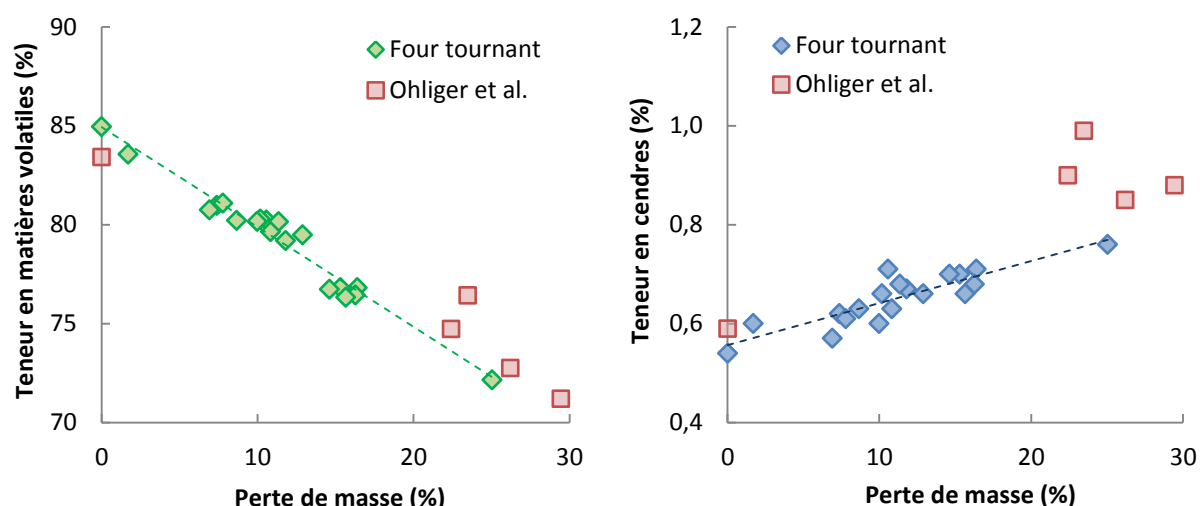 Teneur en matières volatiles (%)
90
85
80
75
70
Four tournant
Ohliger et al.
0
10
20
30
Perte de masse (%)
Teneur en cendres (%)
1,2
1,0
0,8
0,6
0,4
Four tournant
Ohliger et al.
0
10
20
30
Perte de masse (%)